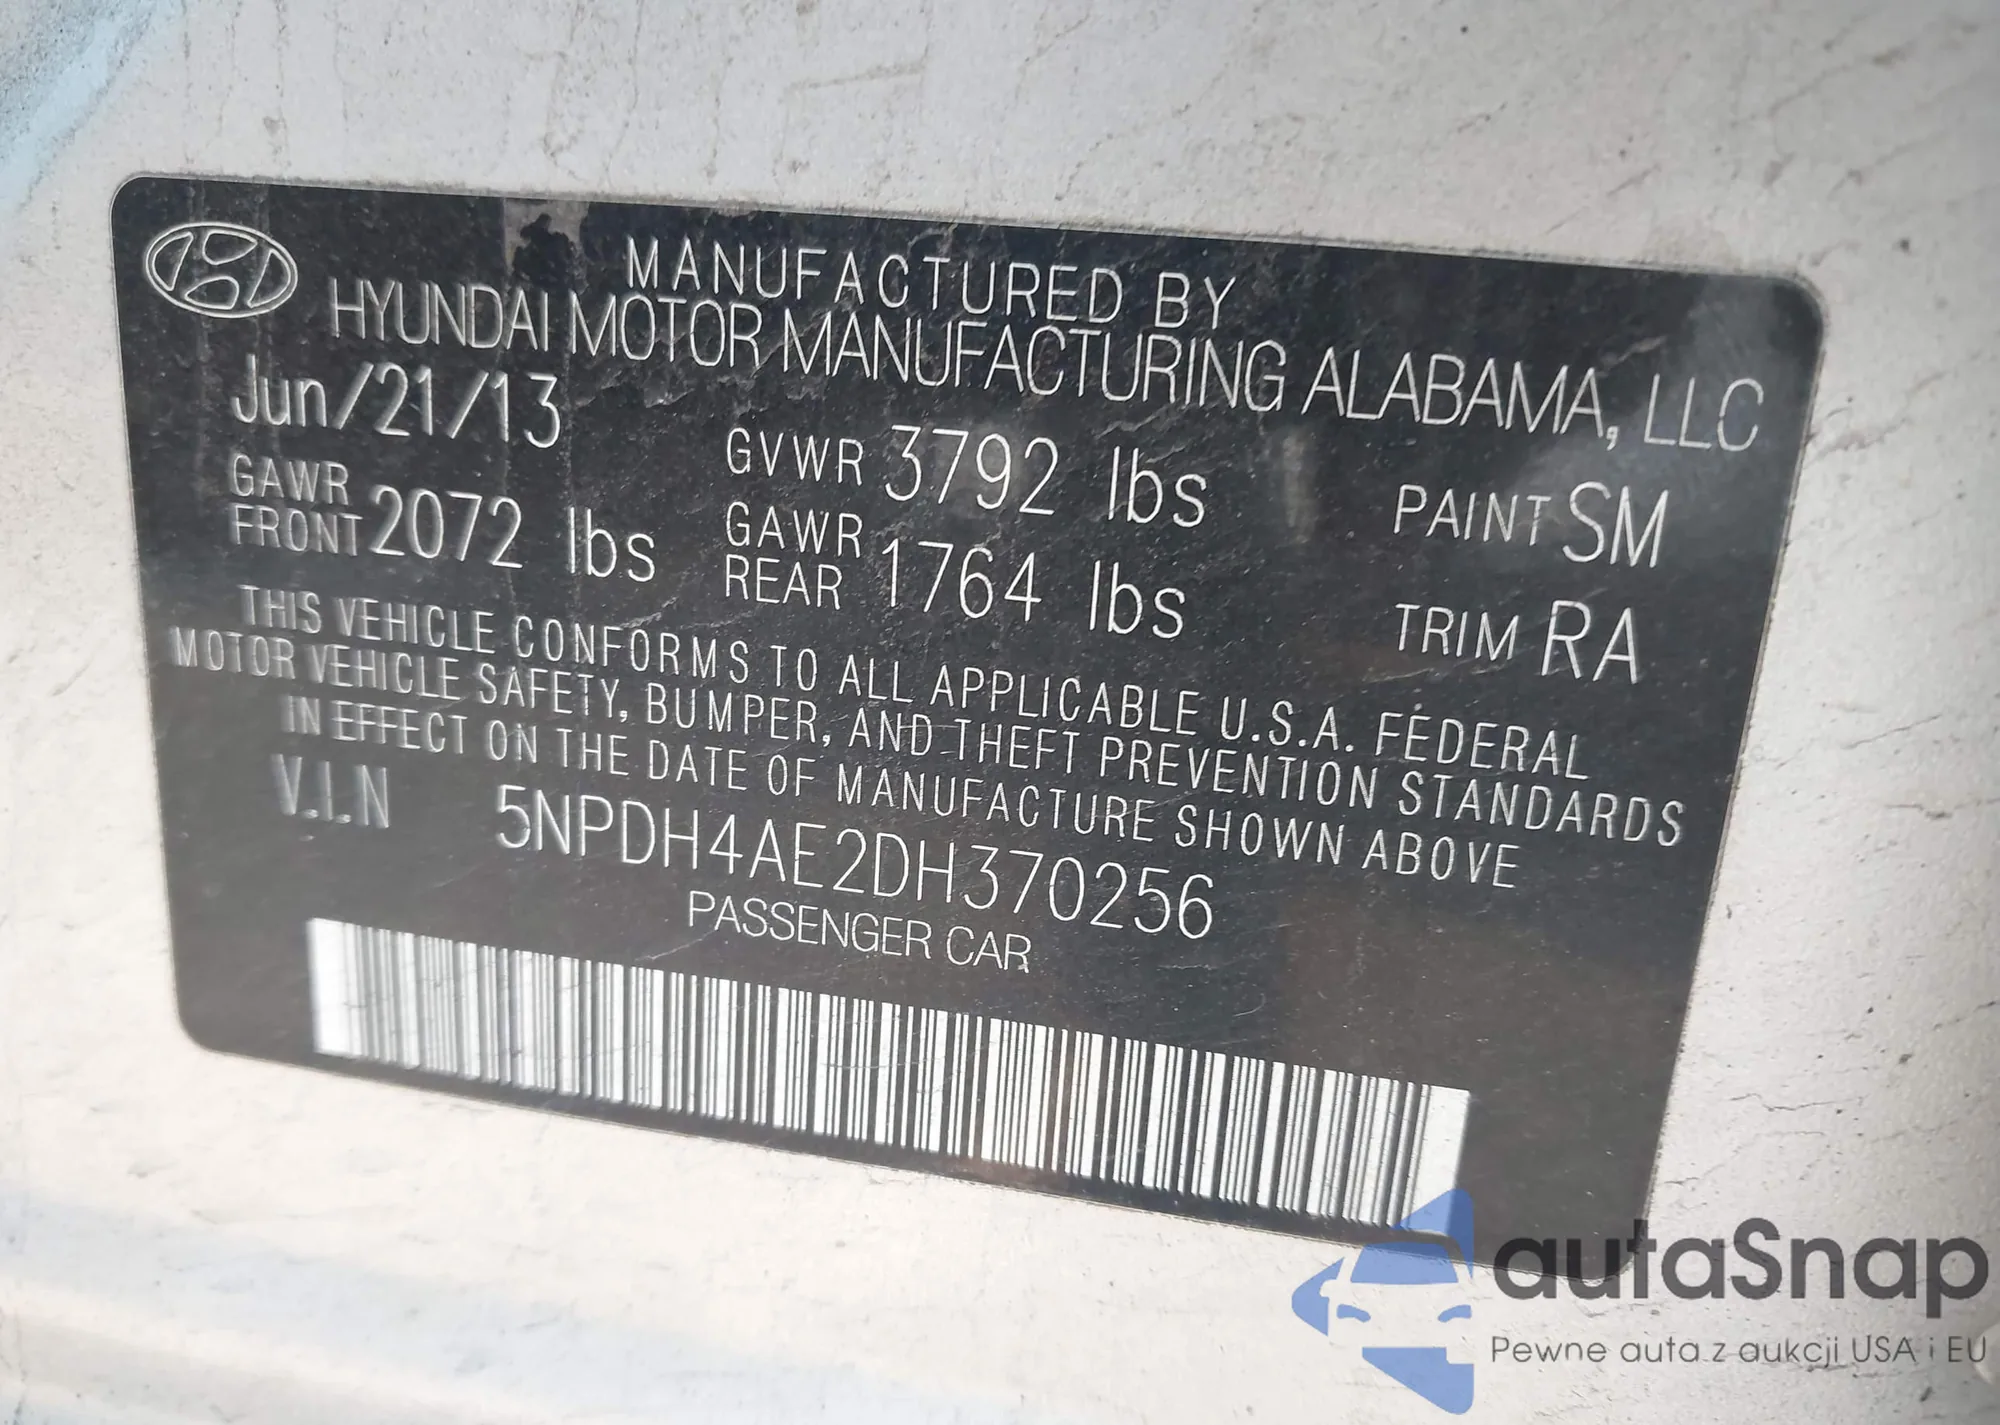 MANUFACTURED BY
HYUNDAI MOTOR MANUFACTURING ALABAMA, LLC
Jun/21/13
GVWR 3792 lbs
PAINT SM
GAWR FRONT 2072 lbs
GAWR REAR 1764 lbs
TRIM RA
THIS VEHICLE CONFORMS TO ALL APPLICABLE U.S.A. FEDERAL
MOTOR VEHICLE SAFETY, BUMPER, AND THEFT PREVENTION STANDARDS
IN EFFECT ON THE DATE OF MANUFACTURE SHOWN ABOVE
V.I.N 5NPDH4AE2DH370256
PASSENGER CAR
autaSnap
Pewne auta z aukcji USA i EU